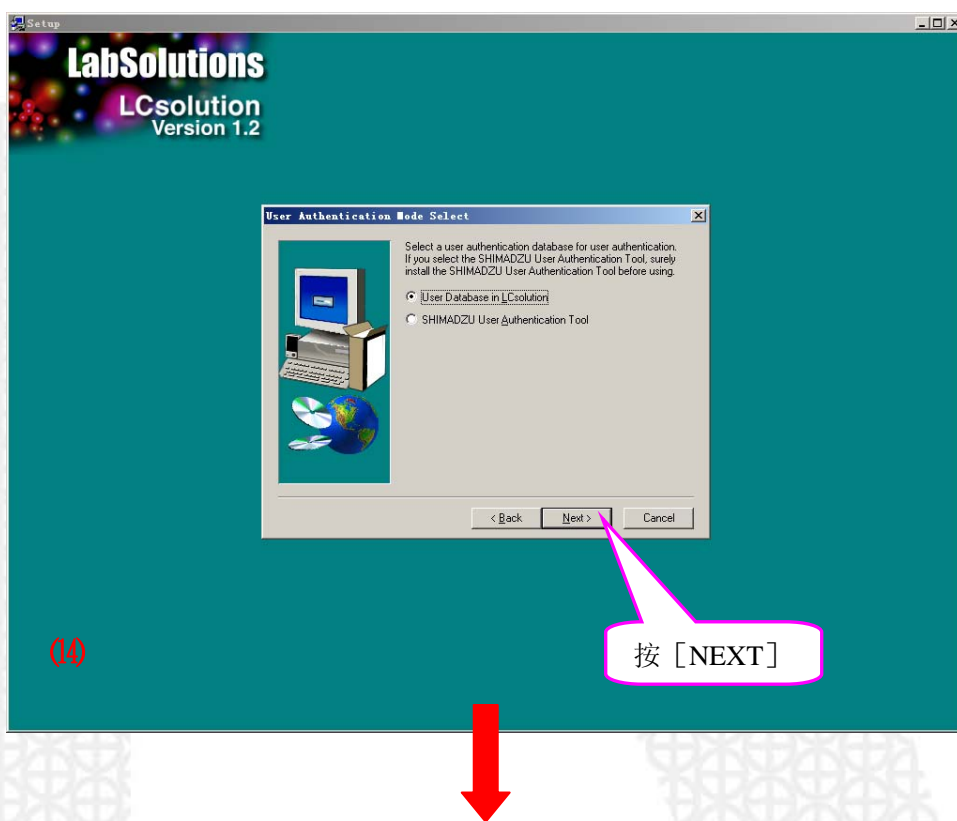 Setup
LabSolutions
LCsolution
Version 1.2
User Authentication Mode Select
Select a user authentication database for user authentication.
If you select the SHIMADZU User Authentication Tool, surely
install the SHIMADZU User Authentication Tool before using.
User Database in LCsolution
SHIMADZU User Authentication Tool
< Back
Next >
Cancel
按［NEXT］
(14)